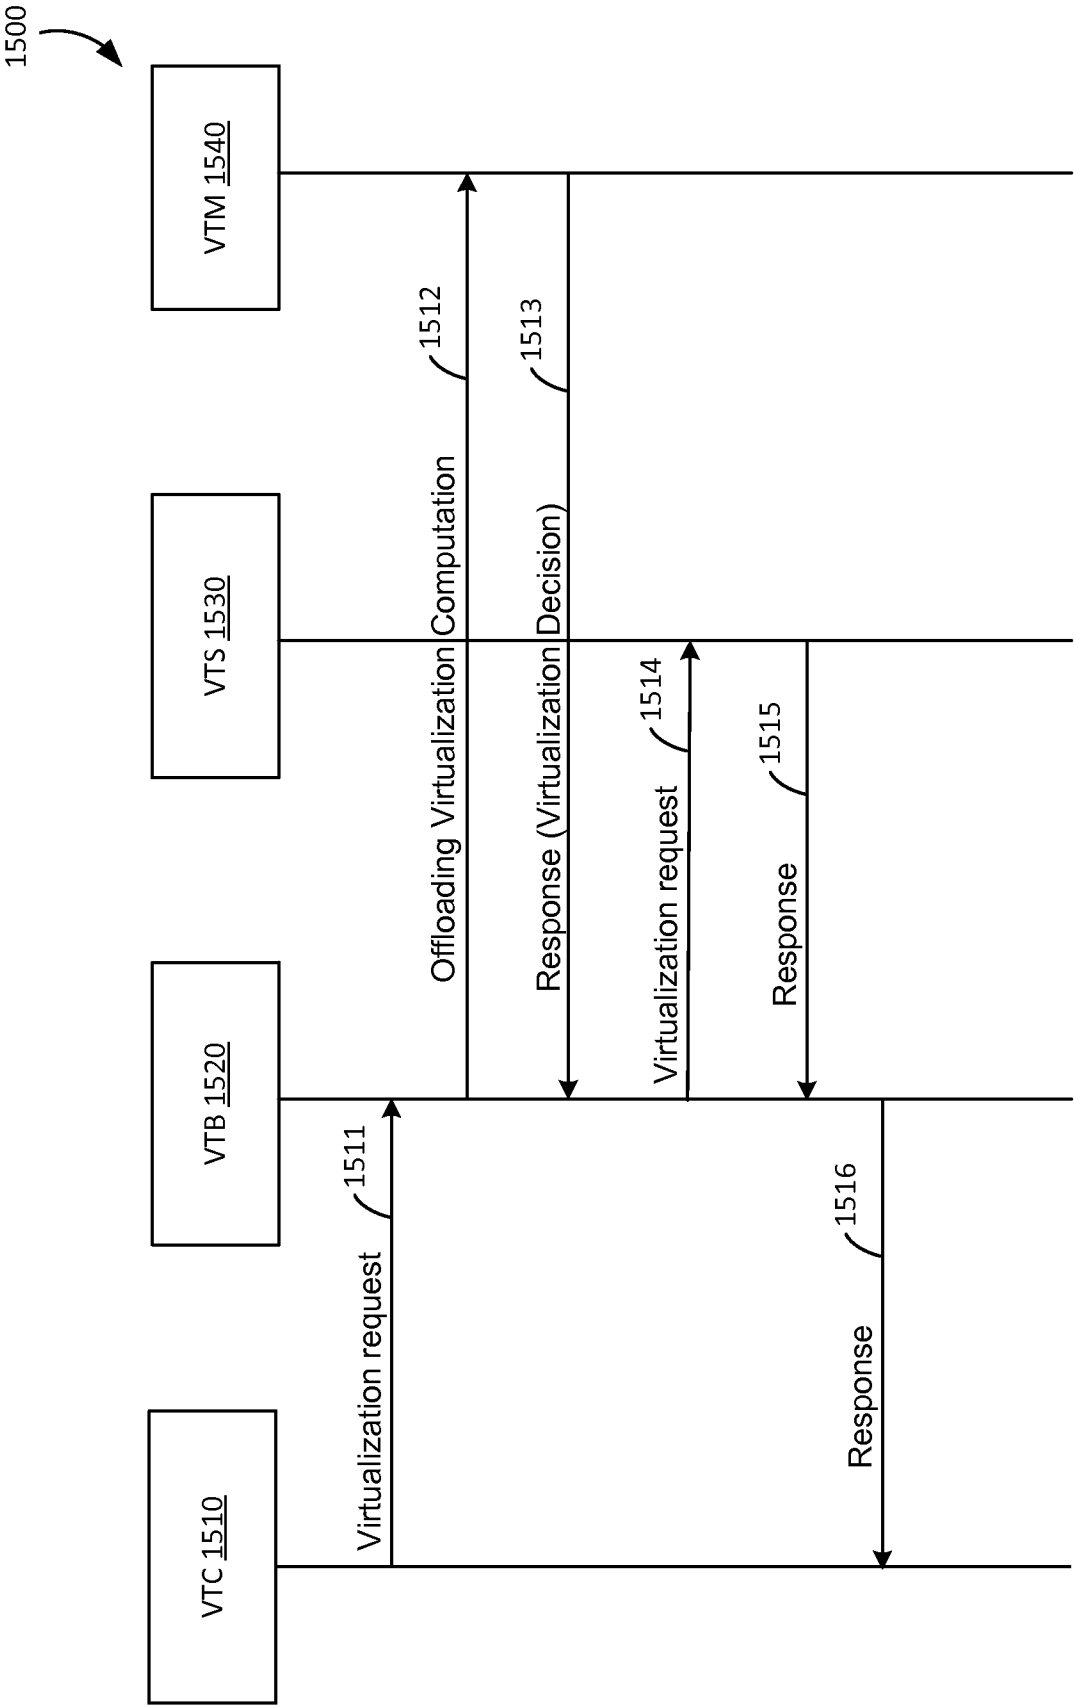 1500
VTC 1510
VTB 1520
VTS 1530
VTM 1540
Virtualization request
1511
Offloading Virtualization Computation
1512
Response (Virtualization Decision)
1513
Virtualization request
1514
Response
1515
Response
1516